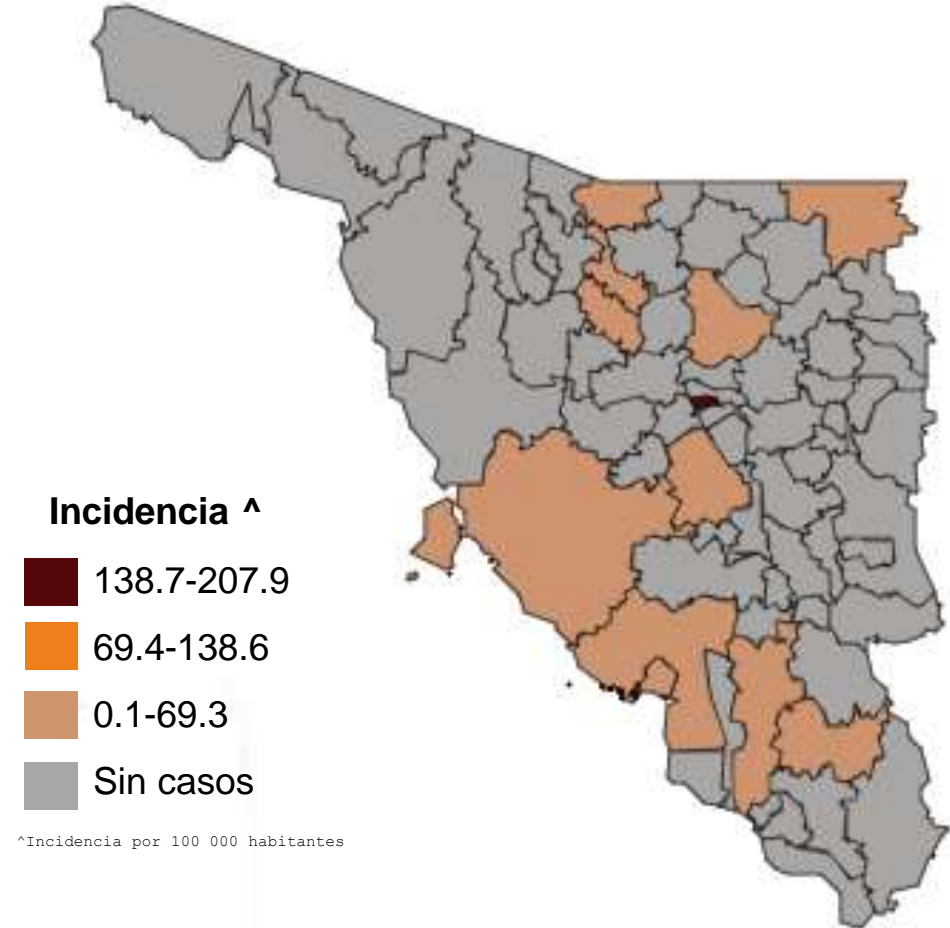 Incidencia ^
138.7-207.9
69.4-138.6
0.1-69.3
Sin casos
^Incidencia por 100 000 habitantes